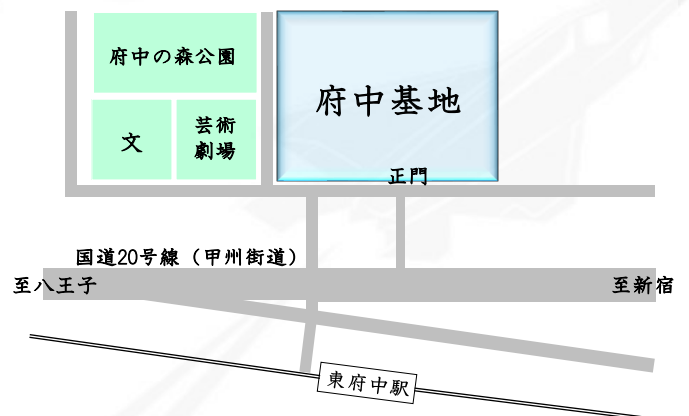 府中の森公園
府中基地
文
芸術
劇場
正門
国道20号線（甲州街道）
至八王子
至新宿
東府中駅